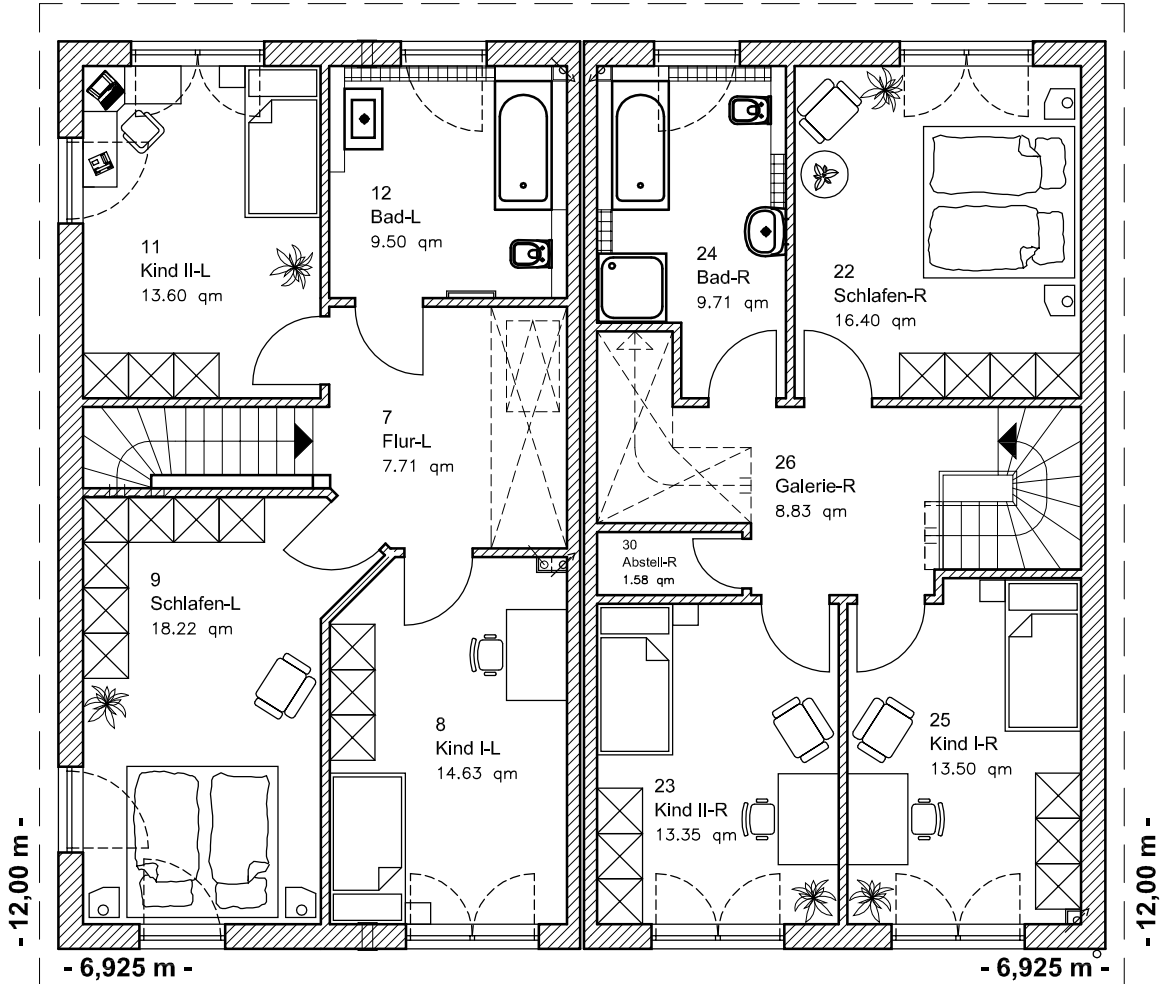 12
Bad-L
9.50 qm
11
Kind II-L
13.60 qm
24
Bad-R
9.71 qm
22
Schlafen-R
16.40 qm
7
Flur-L
7.71 qm
26
Galerie-R
8.83 qm
30
Abstell-R
1.58 qm
9
Schlafen-L
18.22 qm
8
Kind I-L
14.63 qm
23
Kind II-R
13.35 qm
25
Kind I-R
13.50 qm
- 12,00 m -
- 12,00 m -
- 6,925 m -
- 6,925 m -